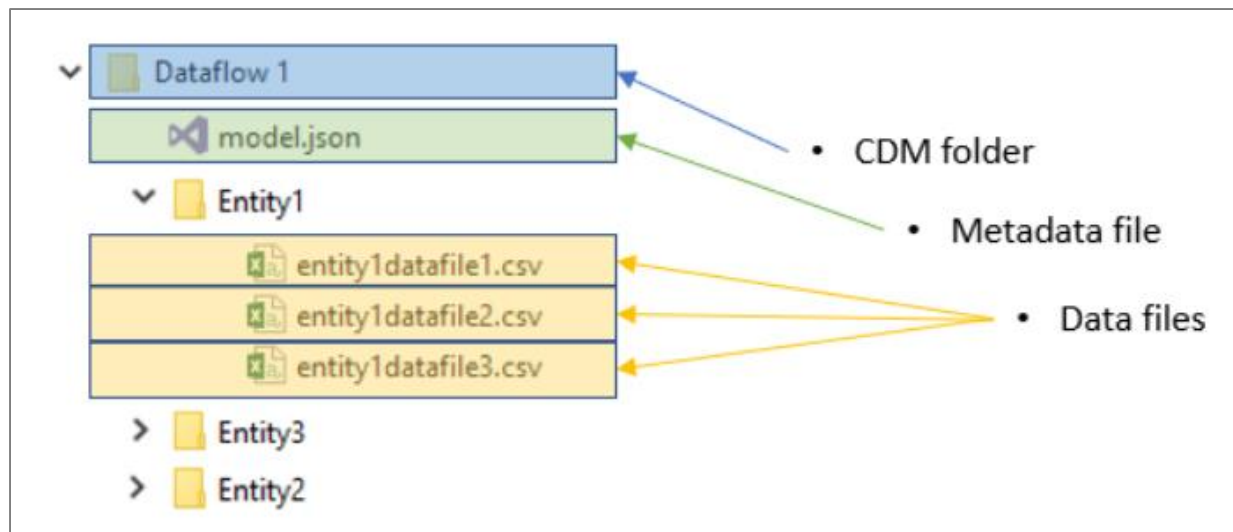 Dataflow 1
model.json
• CDM folder
Entity1
• Metadata file
entity1datafile1.csv
entity1datafile2.csv
• Data files
entity1datafile3.csv
Entity3
Entity2